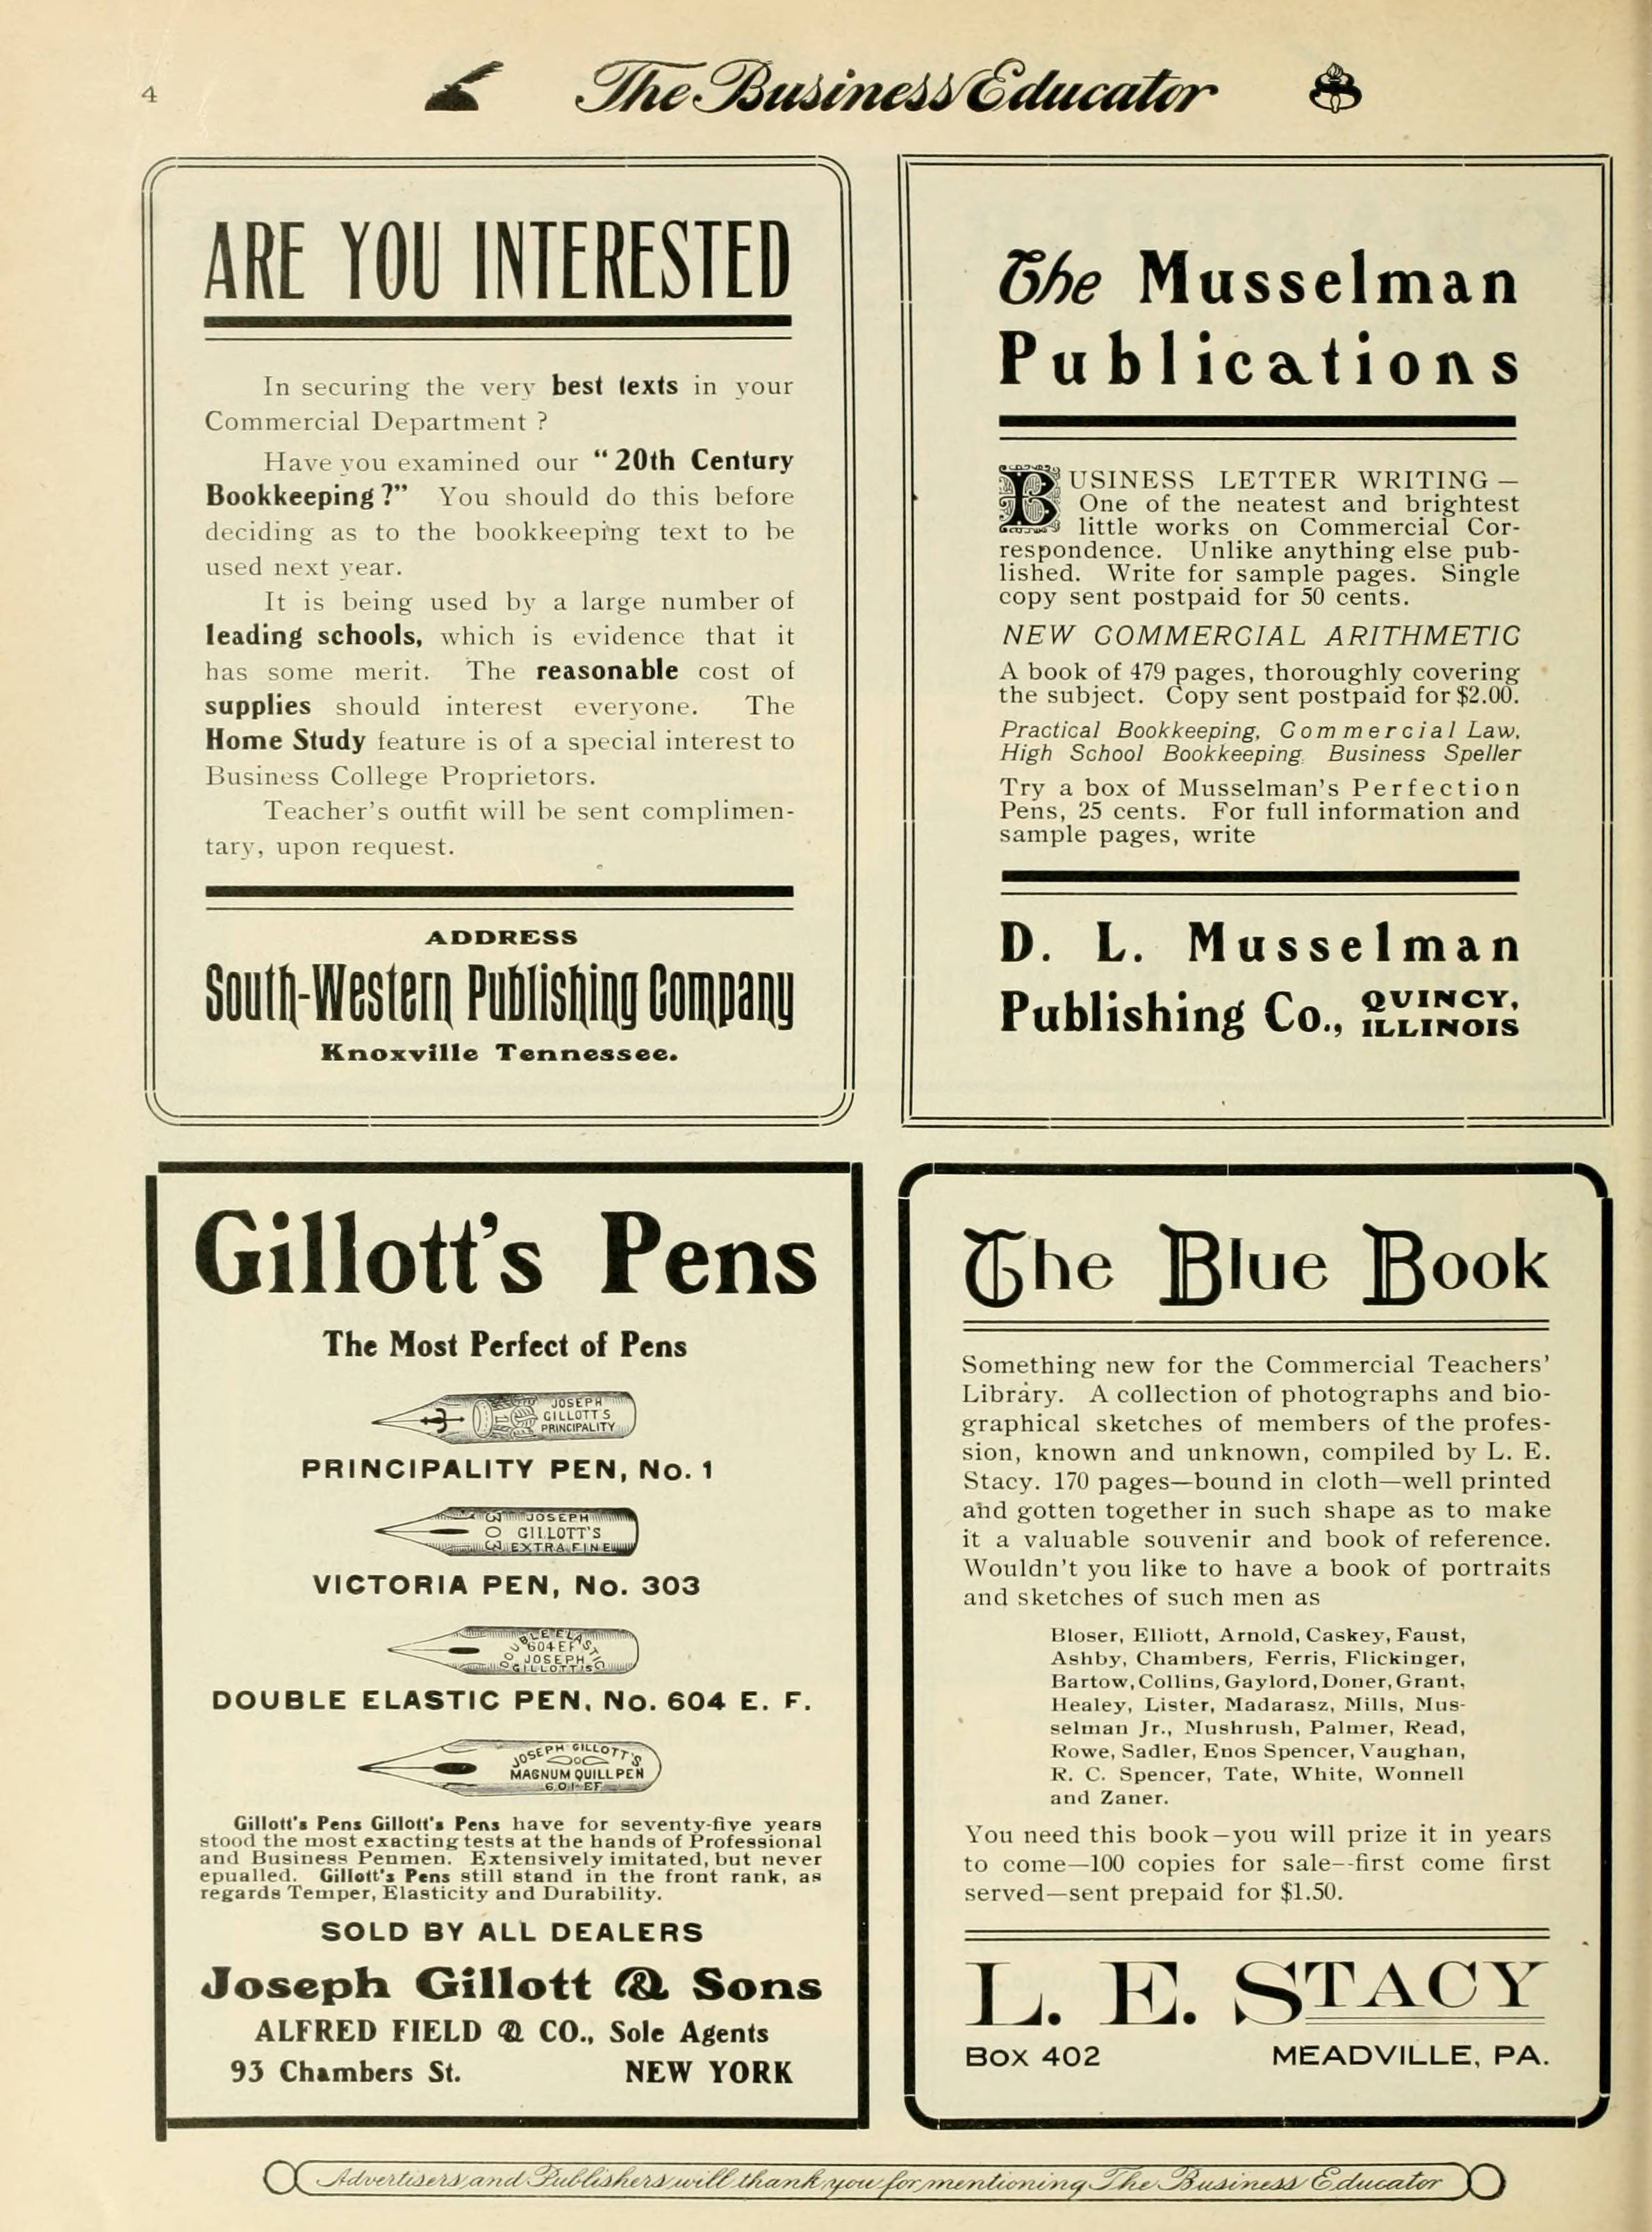 4
The Business Educator
ARE YOU INTERESTED
In securing the very best texts in your
Commercial Department ?
Have you examined our "20th Century
Bookkeeping?" You should do this before
deciding as to the bookkeeping text to be
used next year.
It is being used by a large number of
leading schools, which is evidence that it
has some merit. The reasonable cost of
supplies should interest everyone. The
Home Study feature is of a special interest to
Business College Proprietors.
Teacher's outfit will be sent complimen-
tary, upon request.
ADDRESS
South-Western Publishing Company
Knoxville Tennessee.
The Musselman
Publications
BUSINESS LETTER WRITING—
One of the neatest and brightest
little works on Commercial Cor-
respondence. Unlike anything else pub-
lished. Write for sample pages. Single
copy sent postpaid for 50 cents.
NEW COMMERCIAL ARITHMETIC
A book of 479 pages, thoroughly covering
the subject. Copy sent postpaid for $2.00.
Practical Bookkeeping, Commercial Law,
High School Bookkeeping, Business Speller
Try a box of Musselman's Perfection
Pens, 25 cents. For full information and
sample pages, write
D. L. Musselman
Publishing Co., QVINCY,
ILLINOIS
Gillott's Pens
The Most Perfect of Pens
JOSEPH
GILLOTT'S
PRINCIPALITY
PRINCIPALITY PEN, No. 1
303
JOSEPH
GILLOTT'S
EXTRA FINE
VICTORIA PEN, No. 303
DOUBLE ELASTIC
604 EF
JOSEPH
GILLOTT'S
DOUBLE ELASTIC PEN, No. 604 E. F.
JOSEPH GILLOTT'S
MAGNUM QUILL PEN
601 EF
Gillott's Pens Gillott's Pens have for seventy-five years
stood the most exacting tests at the hands of Professional
and Business Penmen. Extensively imitated, but never
epualled. Gillott's Pens still stand in the front rank, as
regards Temper, Elasticity and Durability.
SOLD BY ALL DEALERS
Joseph Gillott & Sons
ALFRED FIELD & CO., Sole Agents
93 Chambers St. NEW YORK
The Blue Book
Something new for the Commercial Teachers'
Library. A collection of photographs and bio-
graphical sketches of members of the profes-
sion, known and unknown, compiled by L. E.
Stacy. 170 pages—bound in cloth—well printed
and gotten together in such shape as to make
it a valuable souvenir and book of reference.
Wouldn't you like to have a book of portraits
and sketches of such men as
Bloser, Elliott, Arnold, Caskey, Faust,
Ashby, Chambers, Ferris, Flickinger,
Bartow, Collins, Gaylord, Doner, Grant,
Healey, Lister, Madarasz, Mills, Mus-
selman Jr., Mushrush, Palmer, Read,
Rowe, Sadler, Enos Spencer, Vaughan,
R. C. Spencer, Tate, White, Wonnell
and Zaner.
You need this book—you will prize it in years
to come—100 copies for sale--first come first
served—sent prepaid for $1.50.
L. E. STACY
Box 402 MEADVILLE, PA.
Advertisers and Publishers will thank you for mentioning The Business Educator